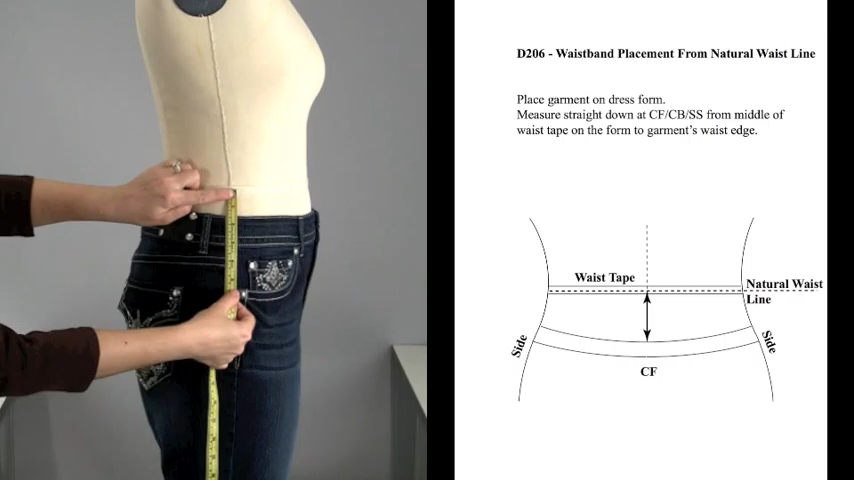 D206 - Waistband Placement From Natural Waist Line
Place garment on dress form.
Measure straight down at CF/CB/SS from middle of
waist tape on the form to garment's waist edge.
Waist Tape
Natural Waist
Line
Side
Side
CF